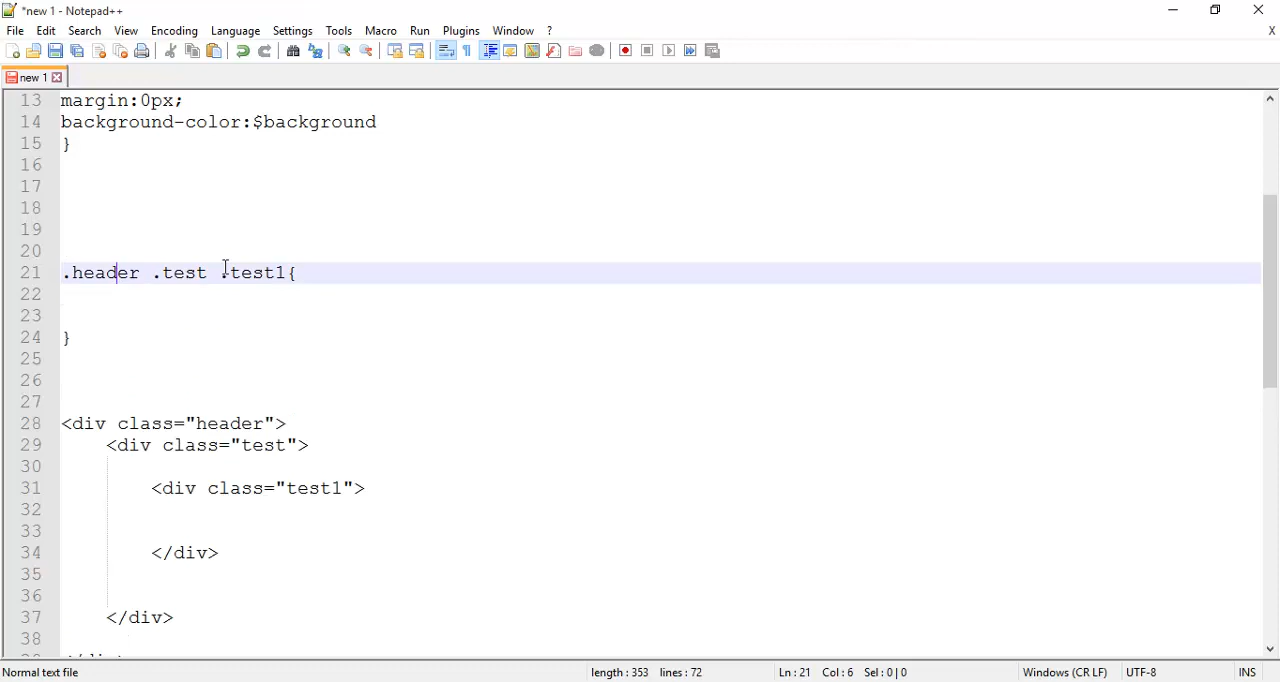 *new 1 - Notepad++
File Edit Search View Encoding Language Settings Tools Macro Run Plugins Window ? X
new 1
13 margin:0px;
14 background-color:$background
15 }
16
17
18
19
20
21 .header .test .test1{
22
23
24 }
25
26
27
28 <div class="header">
29 <div class="test">
30
31 <div class="test1">
32
33
34 </div>
35
36
37 </div>
38
Normal text file length : 353 lines : 72 Ln : 21 Col : 6 Sel : 0 | 0 Windows (CR LF) UTF-8 INS